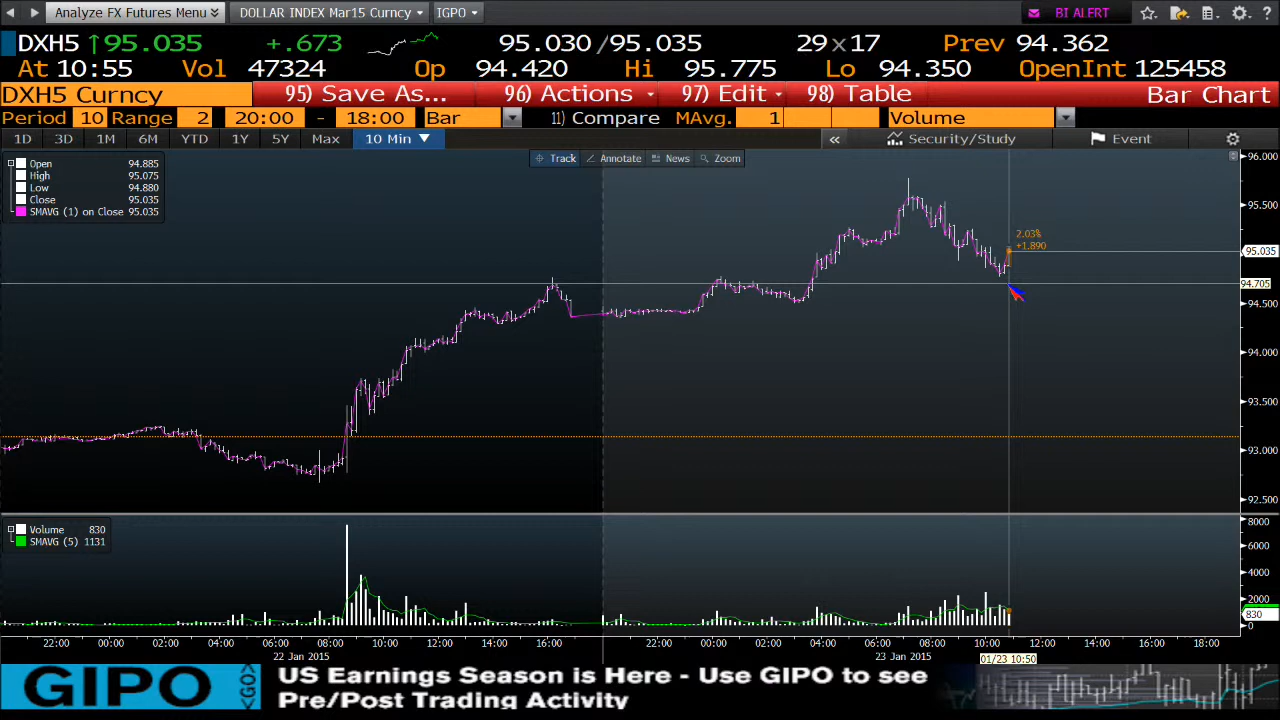 Analyze FX Futures Menu
DOLLAR INDEX Mar15 Curncy
IGPO
BI ALERT
?
DXH5 ↑95.035 +.673 95.030/95.035 29x17 Prev 94.362
At 10:55 Vol 47324 Op 94.420 Hi 95.775 Lo 94.350 OpenInt 125458
DXH5 Curncy 95) Save As... 96) Actions 97) Edit 98) Table Bar Chart
Period 10 Range 2 20:00 - 18:00 Bar 11) Compare MAvg. 1 Volume
1D 3D 1M 6M YTD 1Y 5Y Max 10 Min ▼ « Security/Study Event
Track Annotate News Zoom
Open 94.885
High 95.075
Low 94.880
Close 95.035
SMAVG (1) on Close 95.035
2.03%
+1.890
96.000
95.500
95.035
94.705
94.500
94.000
93.500
93.000
92.500
Volume 830
SMAVG (5) 1131
8000
6000
4000
2000
830
0
22:00 00:00 02:00 04:00 06:00 08:00 10:00 12:00 14:00 16:00 22:00 00:00 02:00 04:00 06:00 08:00 10:00 12:00 14:00 16:00 18:00
22 Jan 2015 23 Jan 2015 01/23 10:50
GIPO <GO>
US Earnings Season is Here - Use GIPO to see
Pre/Post Trading Activity